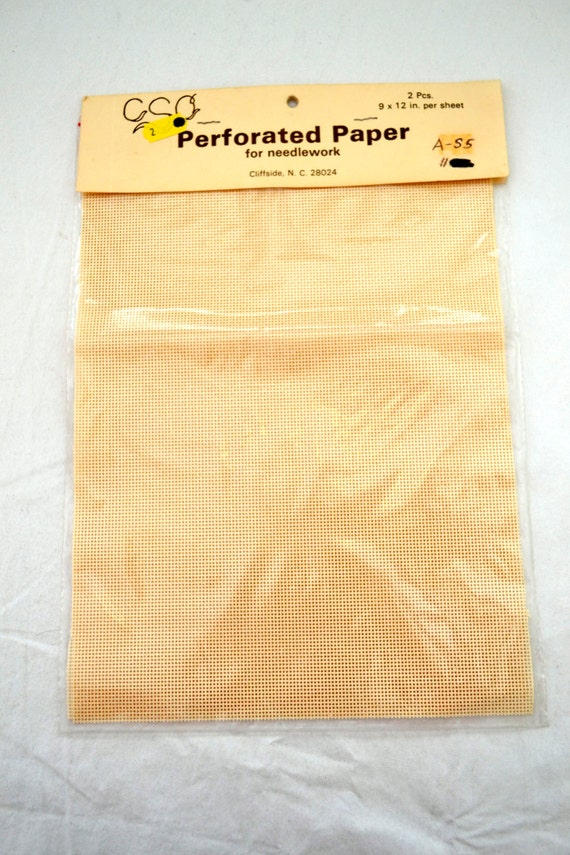 CSO
2 Pcs.
9 x 12 in. per sheet
2
Perforated Paper
for needlework
A-55
Cliffside, N. C. 28024